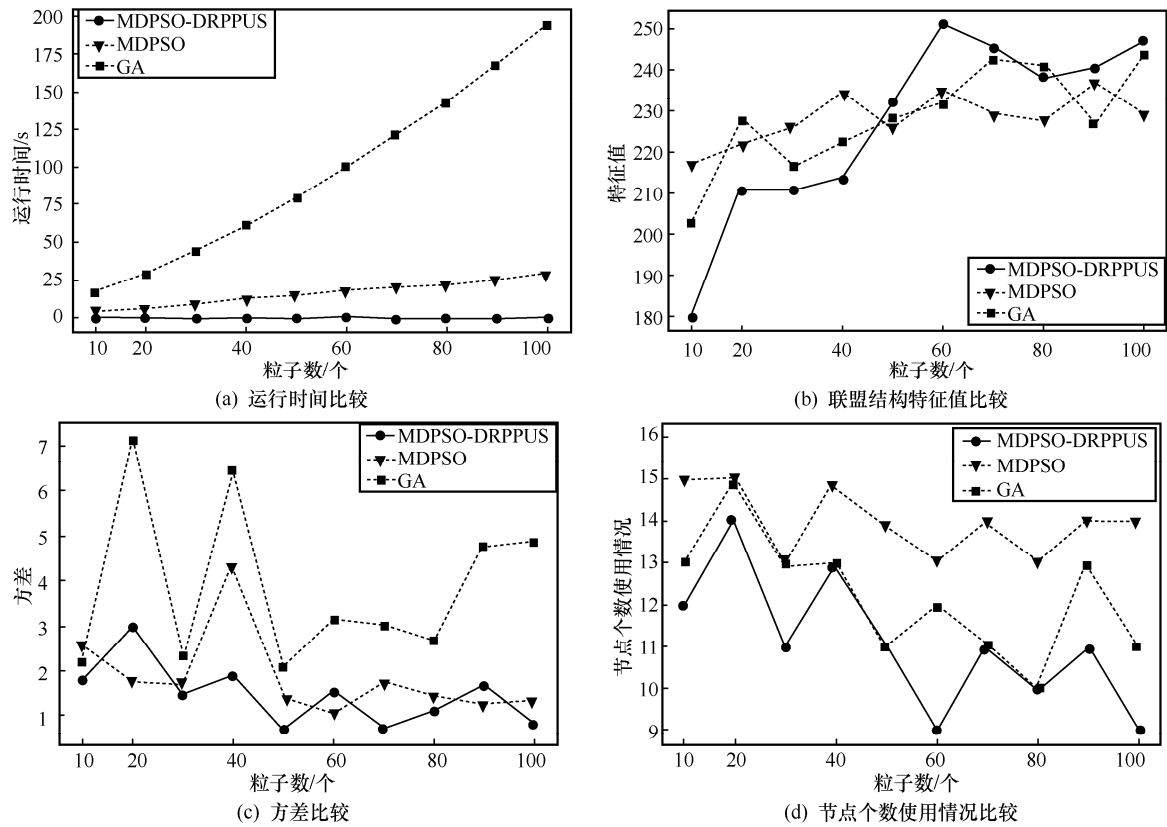 MDPSO-DRPPUS
MDPSO
GA
200
175
150
125
100
75
50
25
0
运行时间/s
10 20 40 60 80 100
粒子数/个
(a) 运行时间比较
250
240
230
220
210
200
190
180
特征值
MDPSO-DRPPUS
MDPSO
GA
10 20 40 60 80 100
粒子数/个
(b) 联盟结构特征值比较
7
6
5
4
3
2
1
方差
MDPSO-DRPPUS
MDPSO
GA
10 20 40 60 80 100
粒子数/个
(c) 方差比较
16
15
14
13
12
11
10
9
节点个数使用情况
MDPSO-DRPPUS
MDPSO
GA
10 20 40 60 80 100
粒子数/个
(d) 节点个数使用情况比较